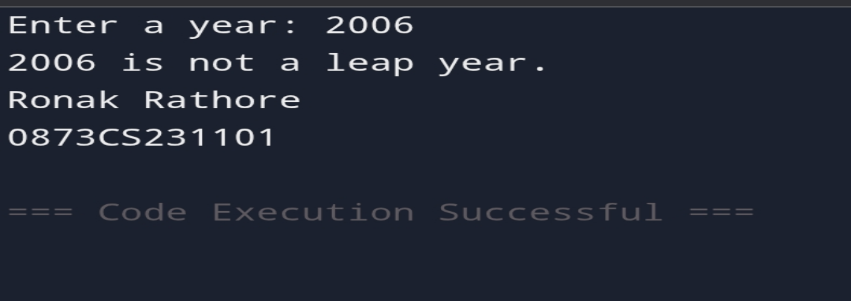 Enter a year: 2006
2006 is not a leap year.
Ronak Rathore
0873CS231101
=== Code Execution Successful ===